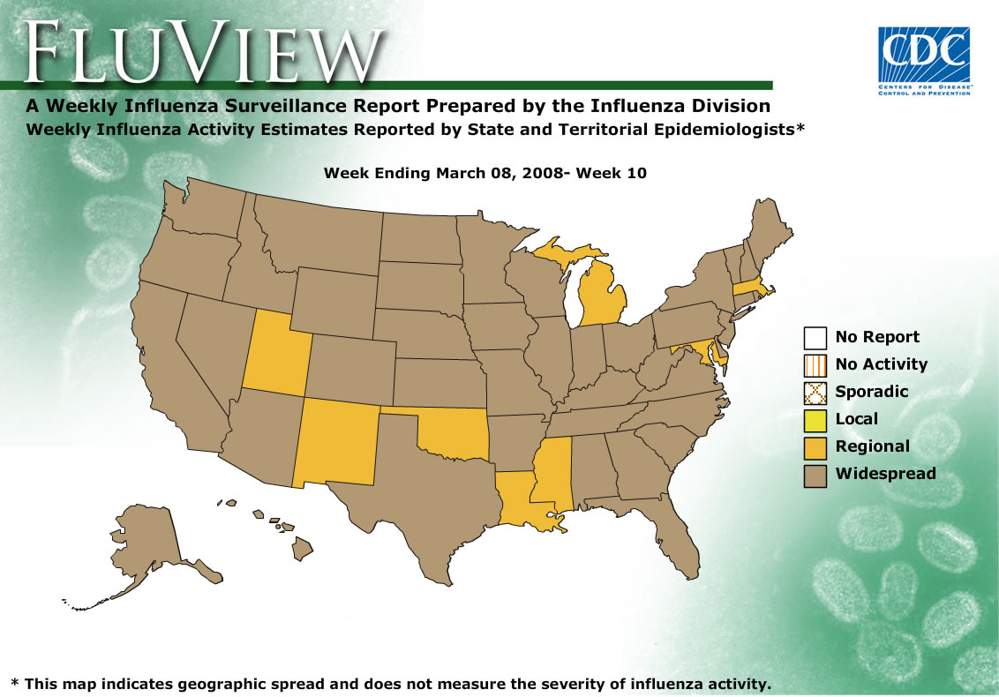 FLUVIEW
CDC
CENTERS FOR DISEASE™
CONTROL AND PREVENTION
A Weekly Influenza Surveillance Report Prepared by the Influenza Division
Weekly Influenza Activity Estimates Reported by State and Territorial Epidemiologists*
Week Ending March 08, 2008- Week 10
No Report
No Activity
Sporadic
Local
Regional
Widespread
* This map indicates geographic spread and does not measure the severity of influenza activity.